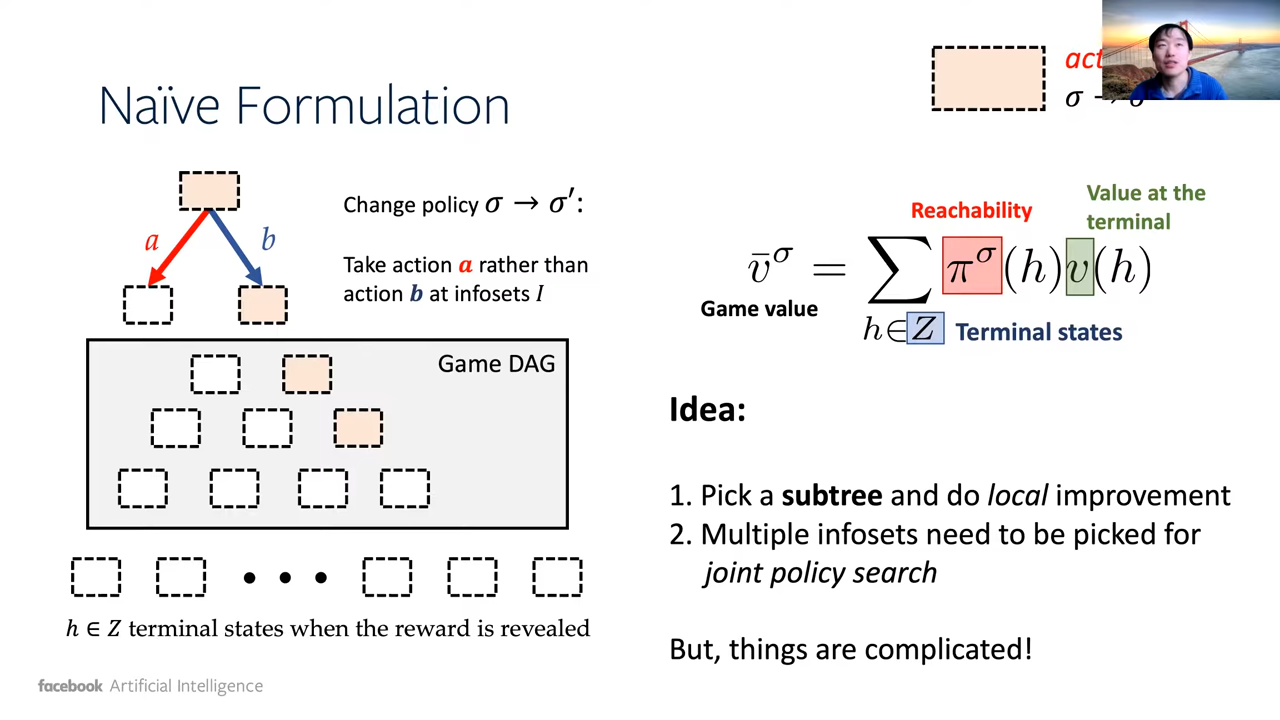 Naïve Formulation
a
b
Change policy σ → σ′:
Take action a rather than
action b at infosets I
Game DAG
h ∈ Z terminal states when the reward is revealed
facebook Artificial Intelligence
σ
Reachability
Value at the
terminal
v̄^σ = ∑ π^σ(h)v(h)
h∈Z
Game value
Terminal states
Idea:
1. Pick a subtree and do local improvement
2. Multiple infosets need to be picked for
joint policy search
But, things are complicated!